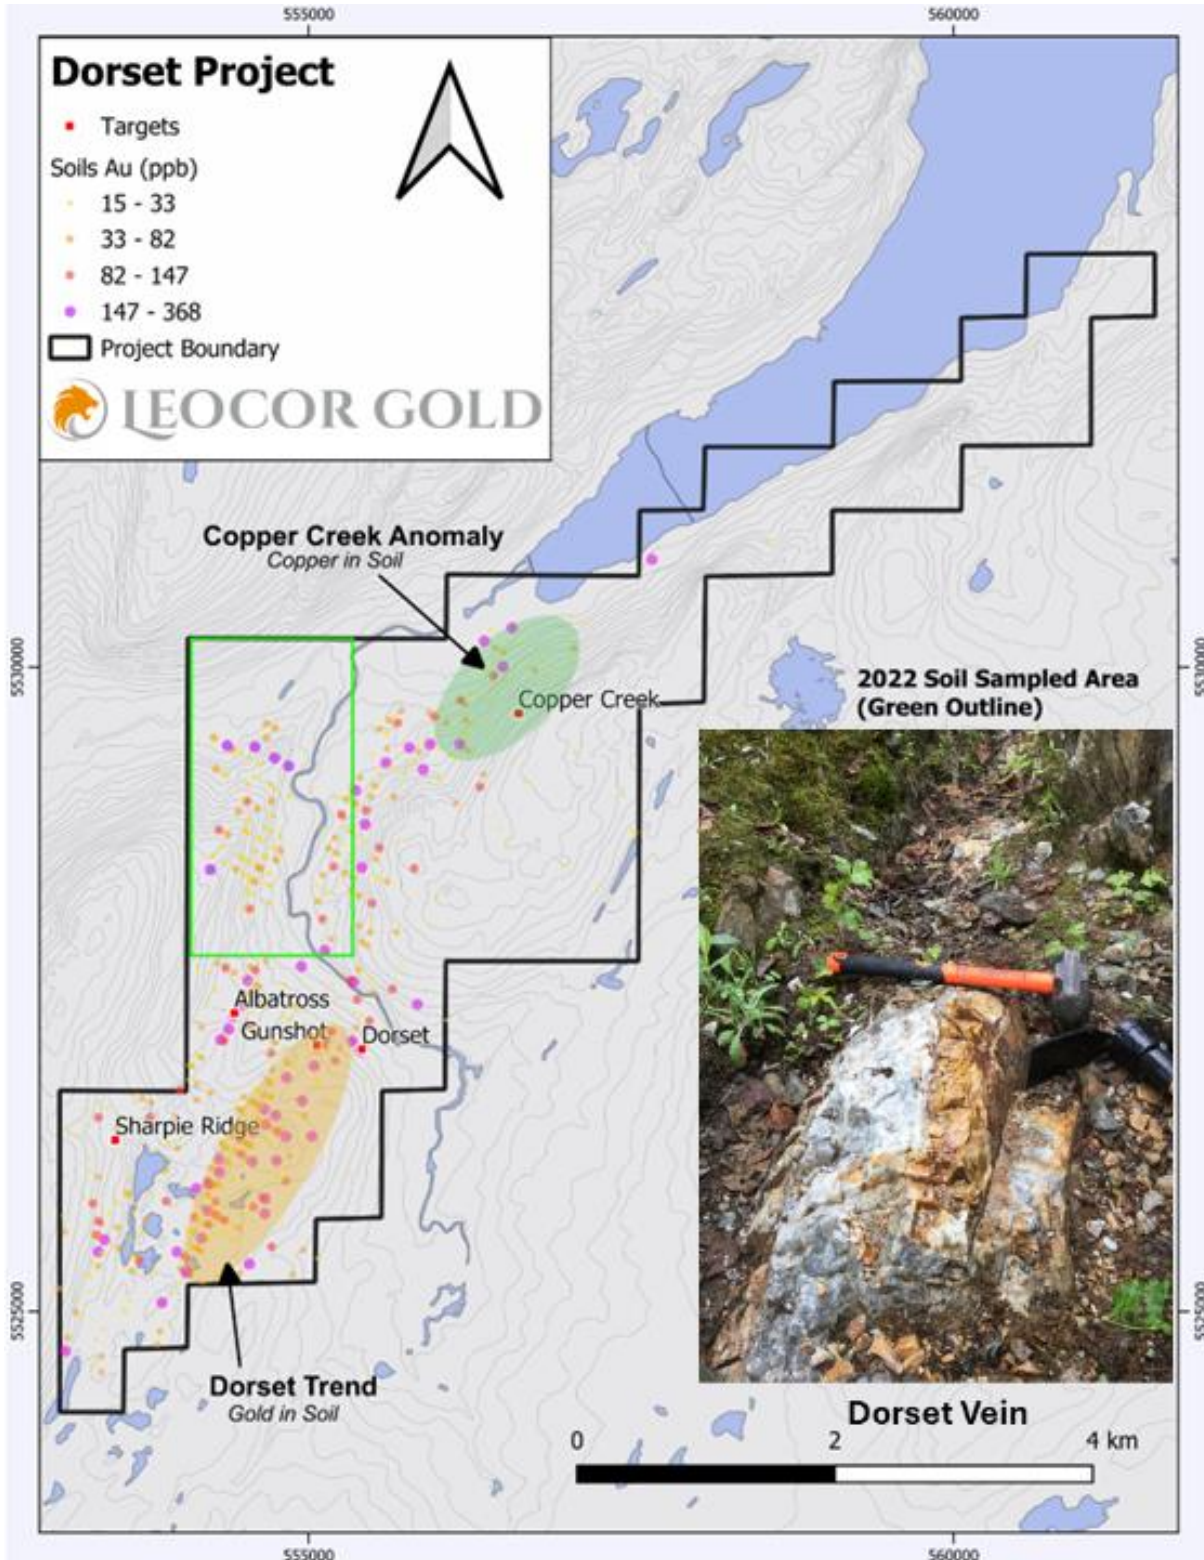 555000
560000
Dorset Project
Targets
Soils Au (ppb)
15 - 33
33 - 82
82 - 147
147 - 368
Project Boundary
LEOCOR GOLD
Copper Creek Anomaly
Copper in Soil
5530000
Copper Creek
2022 Soil Sampled Area
(Green Outline)
Albatross
Gunshot
Dorset
Sharpie Ridge
5525000
Dorset Trend
Gold in Soil
Dorset Vein
0
2
4 km
555000
560000